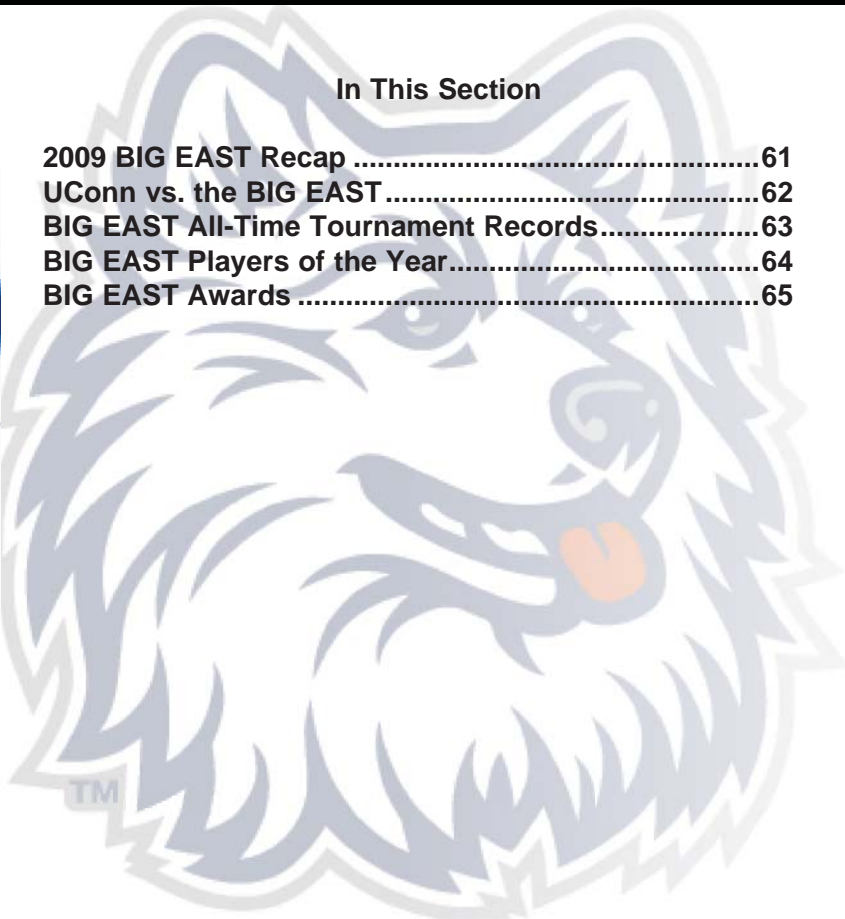 In This Section
2009 BIG EAST Recap ..................................................61
UConn vs. the BIG EAST..............................................62
BIG EAST All-Time Tournament Records....................63
BIG EAST Players of the Year......................................64
BIG EAST Awards .........................................................65
TM